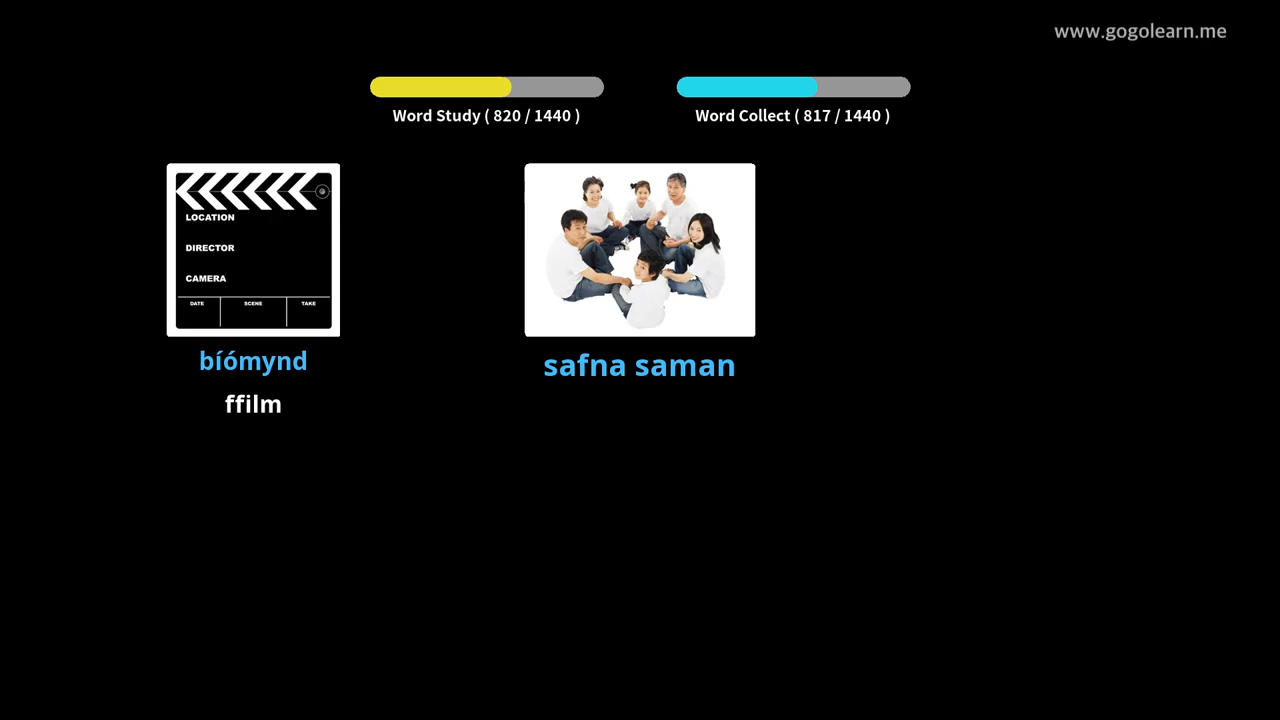 www.gogolearn.me
Word Study ( 820 / 1440 )
Word Collect ( 817 / 1440 )
LOCATION
DIRECTOR
CAMERA
DATE
SCENE
TAKE
bíómynd
safna saman
ffilm